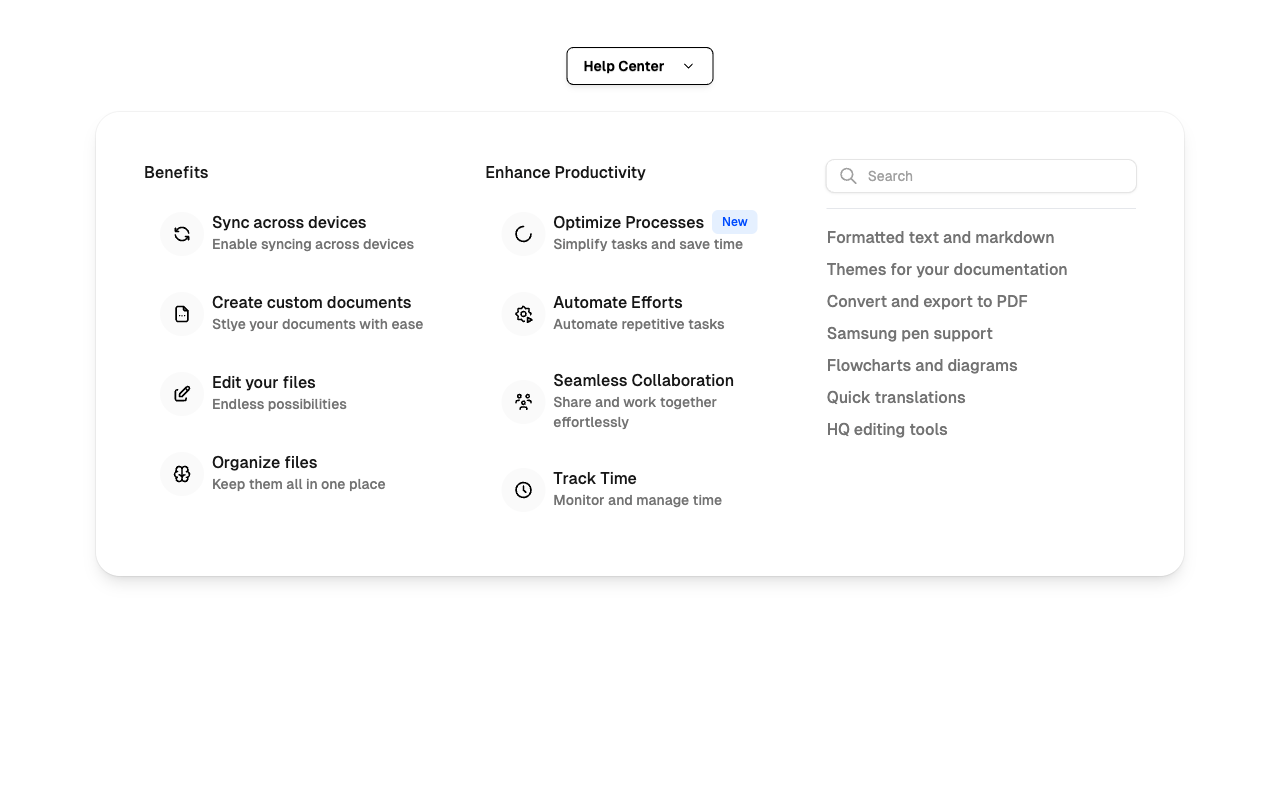 Help Center
Benefits
Sync across devices
Enable syncing across devices
Create custom documents
Stlye your documents with ease
Edit your files
Endless possibilities
Organize files
Keep them all in one place
Enhance Productivity
Optimize Processes New
Simplify tasks and save time
Automate Efforts
Automate repetitive tasks
Seamless Collaboration
Share and work together
effortlessly
Track Time
Monitor and manage time
Search
Formatted text and markdown
Themes for your documentation
Convert and export to PDF
Samsung pen support
Flowcharts and diagrams
Quick translations
HQ editing tools